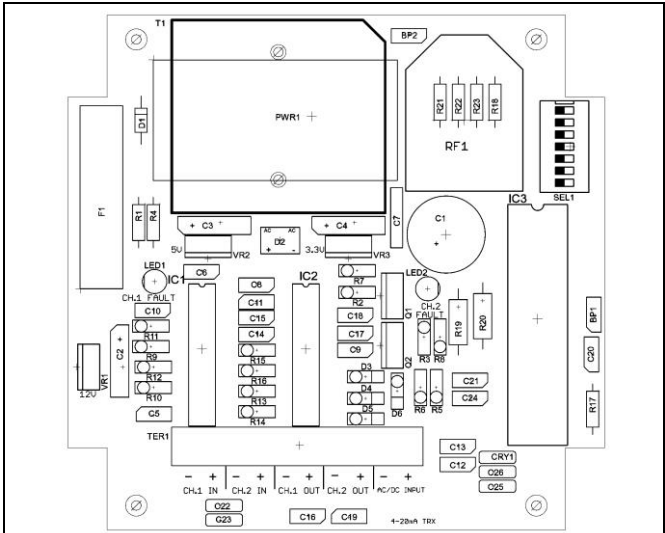 T1
BP2
PWR1
D1
R21
R22
R23
R18
RF1
SEL1
IC3
F1
R1
R4
+ C3
+ C4
C7
C1
+
5V
VR2
AC AC
D2
+ -
3.3V
VR3
LED1
CH.1 FAULT
IC1
C6
C8
IC2
R7
R2
Q1
LED2
CH.2
FAULT
C10
C41
C15
C14
C18
C17
C9
Q2
R3
R8
R19
R20
BP1
C20
R11
R9
R12
R10
C2
+
VR1
12V
R15
R16
R13
R14
D3
D4
D5
D6
R6
R5
C21
C24
R17
C5
TER1
C13
C12
CRY1
C26
C25
- + - + - + - +
CH.1 IN
CH.2 IN
CH.1 OUT
CH.2 OUT
AC/DC INPUT
C22
G23
C16
C49
4-20mA TRX